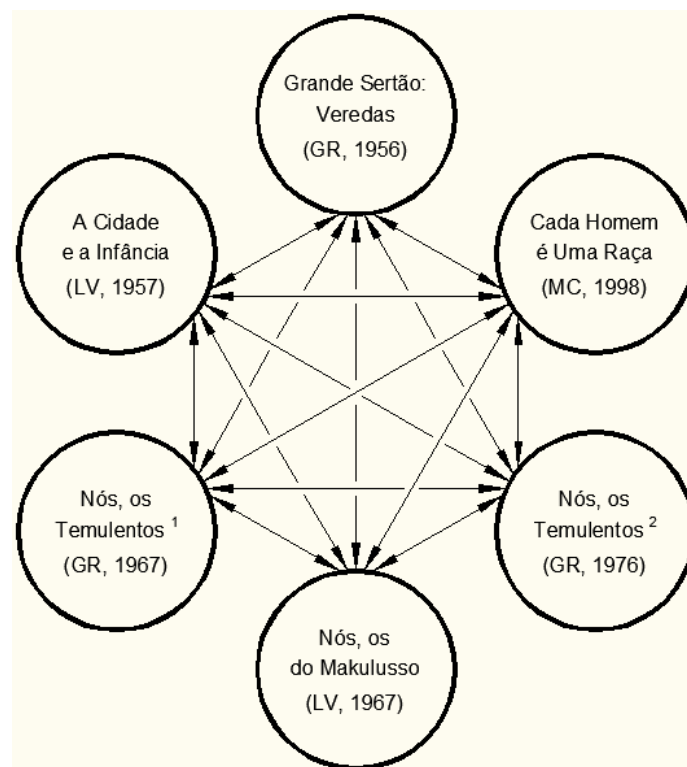 Grande Sertão:
Veredas
(GR, 1956)
A Cidade
e a Infância
(LV, 1957)
Cada Homem
é Uma Raça
(MC, 1998)
Nós, os
Temulentos ¹
(GR, 1967)
Nós, os
Temulentos ²
(GR, 1976)
Nós, os
do Makulusso
(LV, 1967)